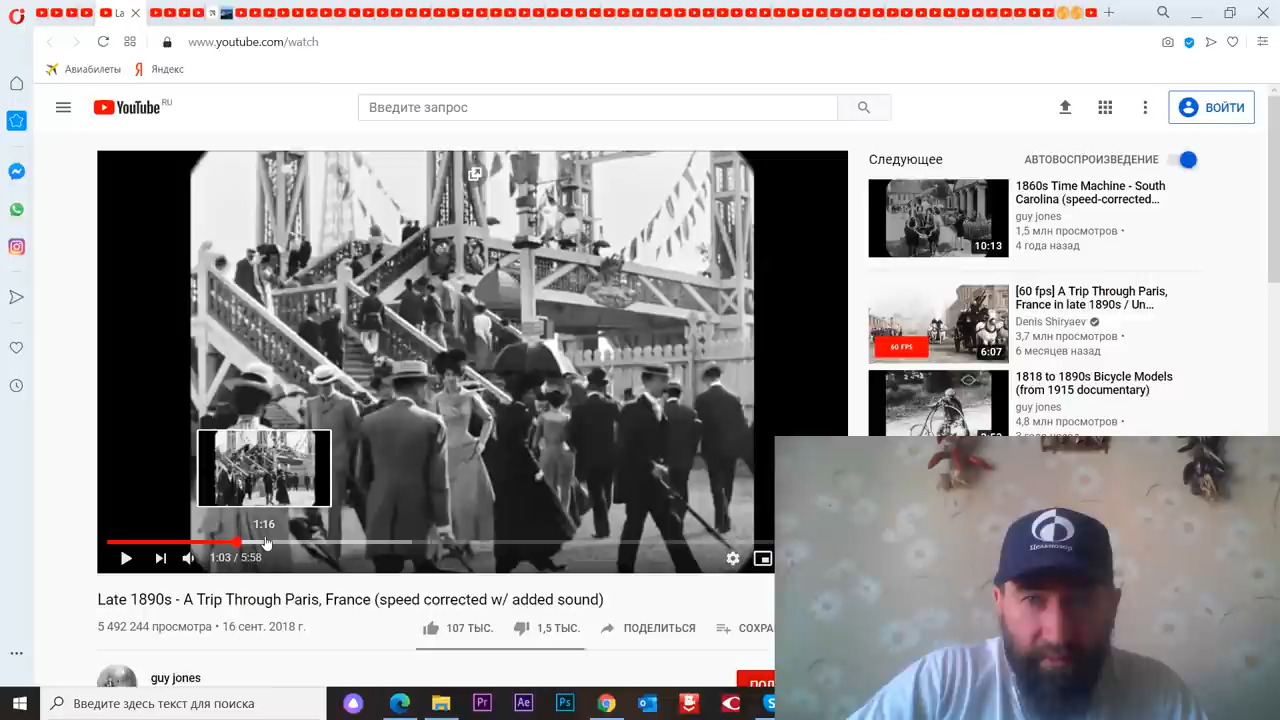 La
www.youtube.com/watch
Авиабилеты
Я Яндекс
YouTube RU
Введите запрос
ВОЙТИ
Следующее
АВТОВОСПРОИЗВЕДЕНИЕ
1860s Time Machine - South
Carolina (speed-corrected...
guy jones
1,5 млн просмотров •
4 года назад
10:13
[60 fps] A Trip Through Paris,
France in late 1890s / Un...
Denis Shiryaev
3,7 млн просмотров •
6 месяцев назад
60 FPS
6:07
1818 to 1890s Bicycle Models
(from 1915 documentary)
guy jones
4,8 млн просмотров •
1:16
1:03 / 5:58
Late 1890s - A Trip Through Paris, France (speed corrected w/ added sound)
5 492 244 просмотра • 16 сент. 2018 г.
107 ТЫС.
1,5 ТЫС.
ПОДЕЛИТЬСЯ
СОХРА
guy jones
Цельнозор
Введите здесь текст для поиска
Pr
Ae
Ps